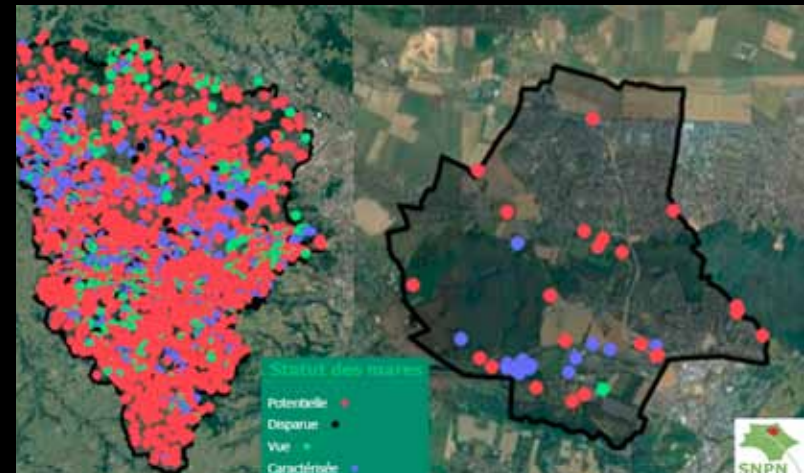 Statut des mares
Potentielle
Disparue
Vue
Caractérisée
SNPN